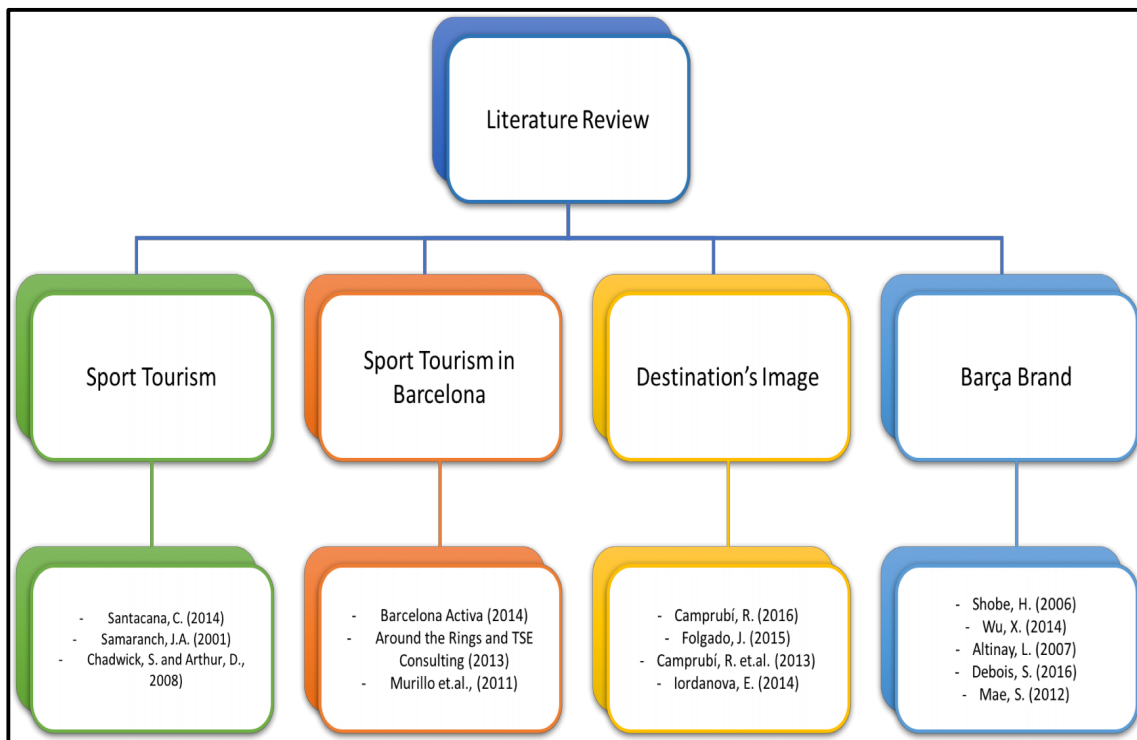 Literature Review
Sport Tourism
Sport Tourism in
Barcelona
Destination's Image
Barça Brand
- Santacana, C. (2014)
- Samaranch, J.A. (2001)
- Chadwick, S. and Arthur, D.,
2008)
- Barcelona Activa (2014)
- Around the Rings and TSE
Consulting (2013)
- Murillo et.al., (2011)
- Camprubí, R. (2016)
- Folgado, J. (2015)
- Camprubí, R. et.al. (2013)
- Iordanova, E. (2014)
- Shobe, H. (2006)
- Wu, X. (2014)
- Altinay, L. (2007)
- Debois, S. (2016)
- Mae, S. (2012)